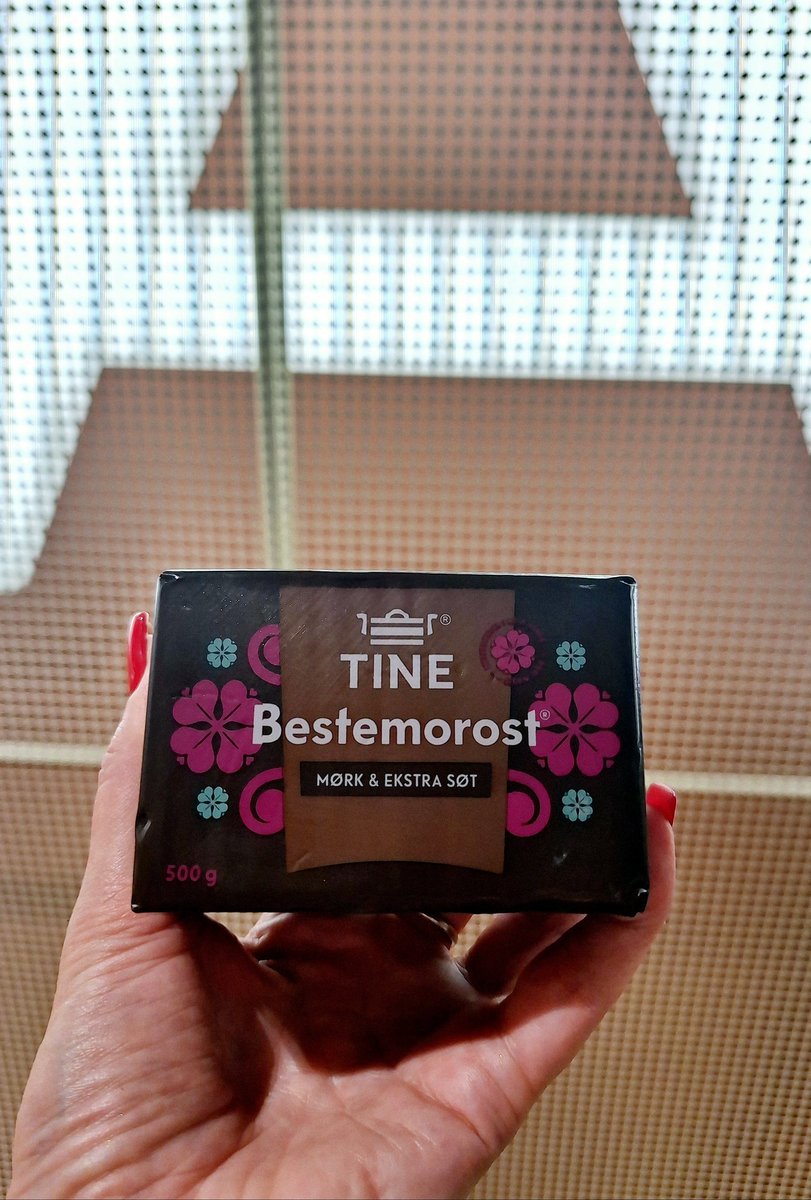 ®
TINE
Bestemorost®
MØRK & EKSTRA SØT
500 g